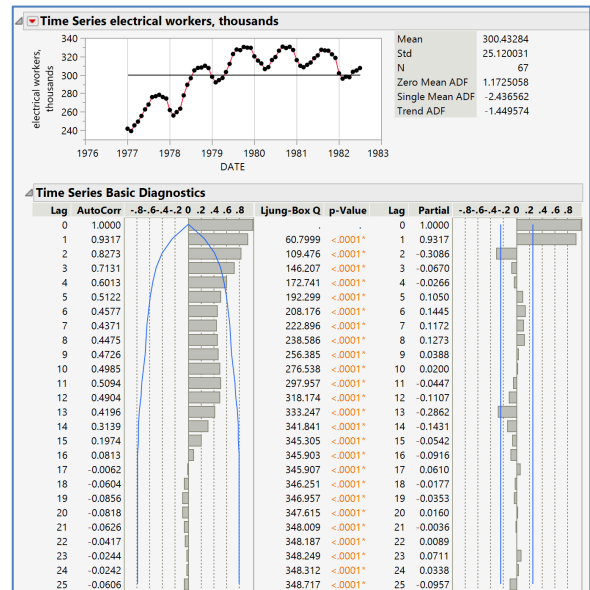 Time Series electrical workers, thousands
electrical workers,
thousands
340
320
300
280
260
240
1976 1977 1978 1979 1980 1981 1982 1983
DATE
Mean 300.43284
Std 25.120031
N 67
Zero Mean ADF 1.1725058
Single Mean ADF -2.436562
Trend ADF -1.449574
Time Series Basic Diagnostics
Lag AutoCorr -.8-.6-.4-.2 0 .2 .4 .6 .8 Ljung-Box Q p-Value Lag Partial -.8-.6-.4-.2 0 .2 .4 .6 .8
0 1.0000 . . 0 1.0000
1 0.9317 60.7999 <.0001* 1 0.9317
2 0.8273 109.476 <.0001* 2 -0.3086
3 0.7131 146.207 <.0001* 3 -0.0670
4 0.6013 172.741 <.0001* 4 -0.0266
5 0.5122 192.299 <.0001* 5 0.1050
6 0.4577 208.176 <.0001* 6 0.1445
7 0.4371 222.896 <.0001* 7 0.1172
8 0.4475 238.586 <.0001* 8 0.1273
9 0.4726 256.385 <.0001* 9 0.0388
10 0.4985 276.538 <.0001* 10 0.0200
11 0.5094 297.957 <.0001* 11 -0.0447
12 0.4904 318.174 <.0001* 12 -0.1107
13 0.4196 333.247 <.0001* 13 -0.2862
14 0.3139 341.841 <.0001* 14 -0.1431
15 0.1974 345.305 <.0001* 15 -0.0542
16 0.0813 345.903 <.0001* 16 -0.0916
17 -0.0062 345.907 <.0001* 17 0.0610
18 -0.0604 346.251 <.0001* 18 -0.0177
19 -0.0856 346.957 <.0001* 19 -0.0353
20 -0.0818 347.615 <.0001* 20 0.0160
21 -0.0626 348.009 <.0001* 21 -0.0036
22 -0.0417 348.187 <.0001* 22 0.0089
23 -0.0244 348.249 <.0001* 23 0.0711
24 -0.0242 348.312 <.0001* 24 0.0338
25 -0.0606 348.717 <.0001* 25 -0.0957